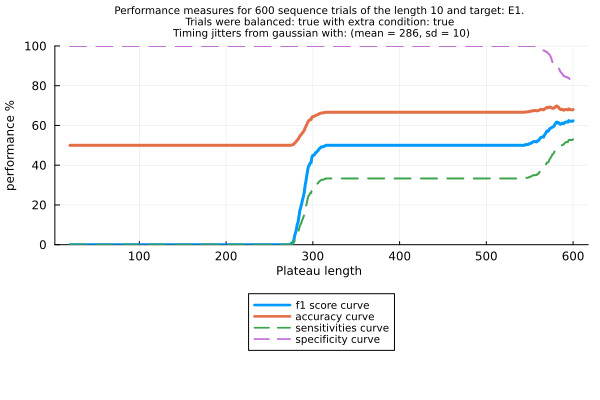 Performance measures for 600 sequence trials of the length 10 and target: E1.
Trials were balanced: true with extra condition: true
Timing jitters from gaussian with: (mean = 286, sd = 10)
performance %
100
80
60
40
20
0
100 200 300 400 500 600
Plateau length
f1 score curve
accuracy curve
sensitivities curve
specificity curve